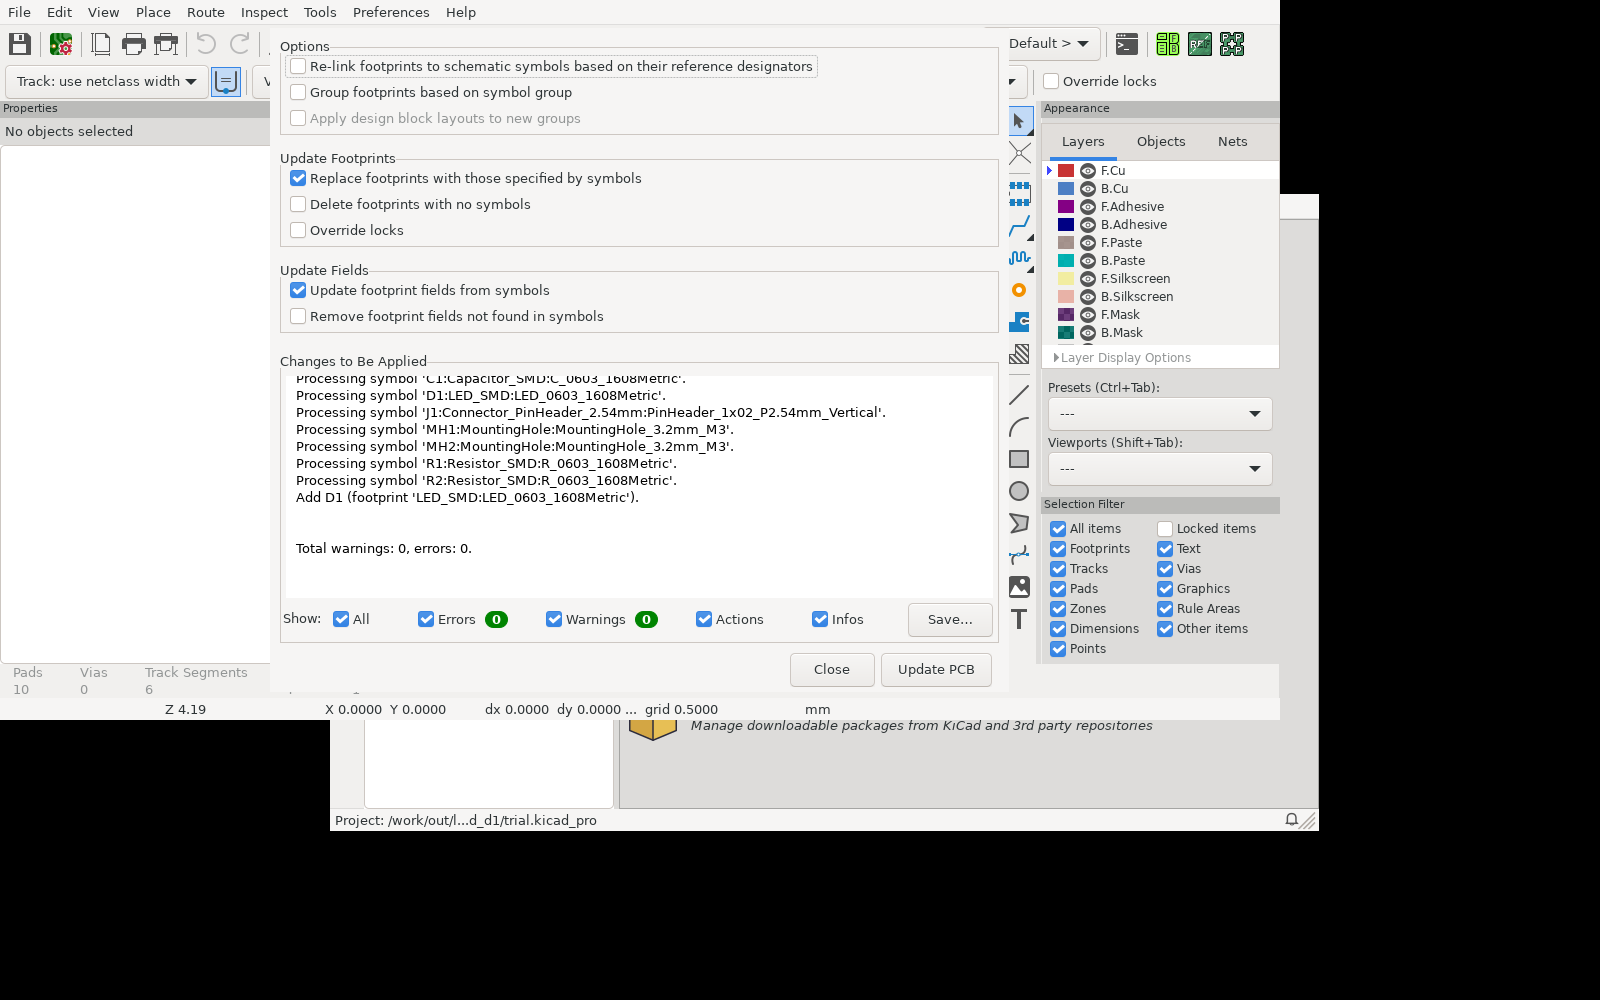 File Edit View Place Route Inspect Tools Preferences Help
Default >
Track: use netclass width
Override locks
Properties
No objects selected
Options
Re-link footprints to schematic symbols based on their reference designators
Group footprints based on symbol group
Apply design block layouts to new groups
Update Footprints
Replace footprints with those specified by symbols
Delete footprints with no symbols
Override locks
Update Fields
Update footprint fields from symbols
Remove footprint fields not found in symbols
Changes to Be Applied
Processing symbol 'C1:Capacitor_SMD:C_0603_1608Metric'.
Processing symbol 'D1:LED_SMD:LED_0603_1608Metric'.
Processing symbol 'J1:Connector_PinHeader_2.54mm:PinHeader_1x02_P2.54mm_Vertical'.
Processing symbol 'MH1:MountingHole:MountingHole_3.2mm_M3'.
Processing symbol 'MH2:MountingHole:MountingHole_3.2mm_M3'.
Processing symbol 'R1:Resistor_SMD:R_0603_1608Metric'.
Processing symbol 'R2:Resistor_SMD:R_0603_1608Metric'.
Add D1 (footprint 'LED_SMD:LED_0603_1608Metric').
Total warnings: 0, errors: 0.
Show: All Errors 0 Warnings 0 Actions Infos Save...
Close Update PCB
Appearance
Layers Objects Nets
F.Cu
B.Cu
F.Adhesive
B.Adhesive
F.Paste
B.Paste
F.Silkscreen
B.Silkscreen
F.Mask
B.Mask
Layer Display Options
Presets (Ctrl+Tab):
---
Viewports (Shift+Tab):
---
Selection Filter
All items Locked items
Footprints Text
Tracks Vias
Pads Graphics
Zones Rule Areas
Dimensions Other items
Points
Pads Vias Track Segments
10 0 6
Z 4.19 X 0.0000 Y 0.0000 dx 0.0000 dy 0.0000 ... grid 0.5000 mm
Manage downloadable packages from KiCad and 3rd party repositories
Project: /work/out/l...d_d1/trial.kicad_pro